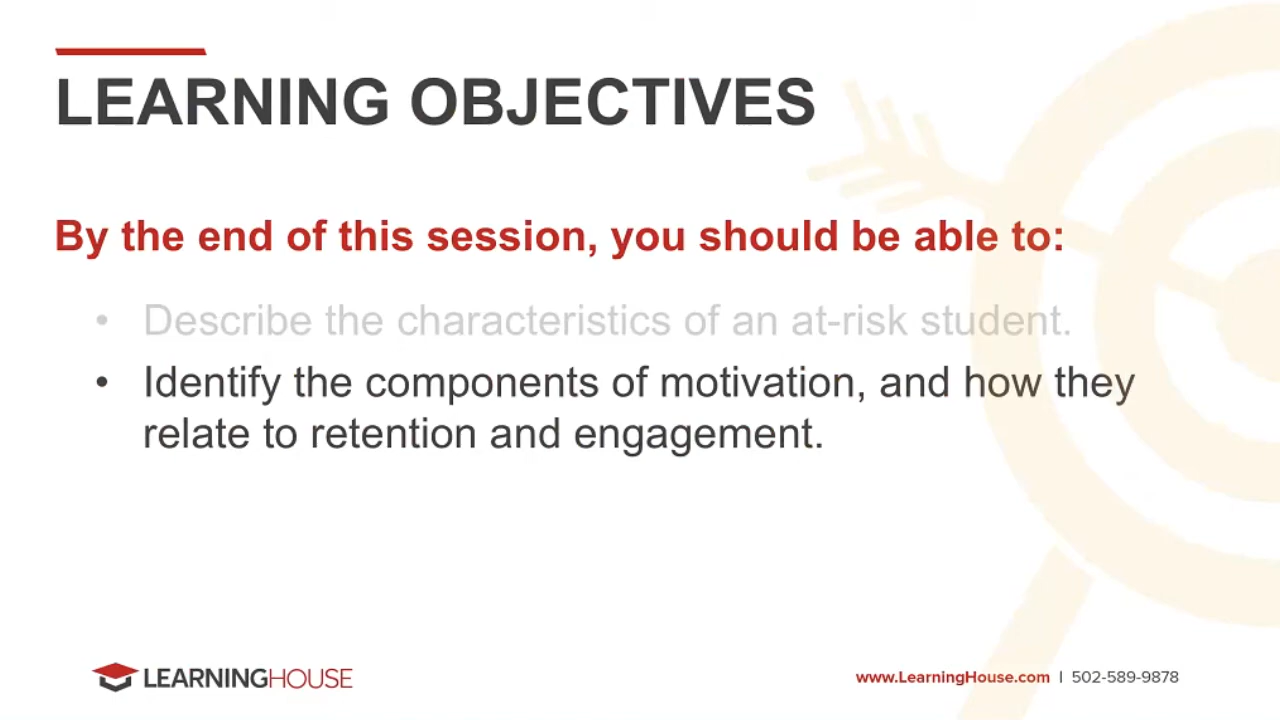 LEARNING OBJECTIVES
By the end of this session, you should be able to:
• Describe the characteristics of an at-risk student.
• Identify the components of motivation, and how they
relate to retention and engagement.
LEARNINGHOUSE
www.LearningHouse.com | 502-589-9878